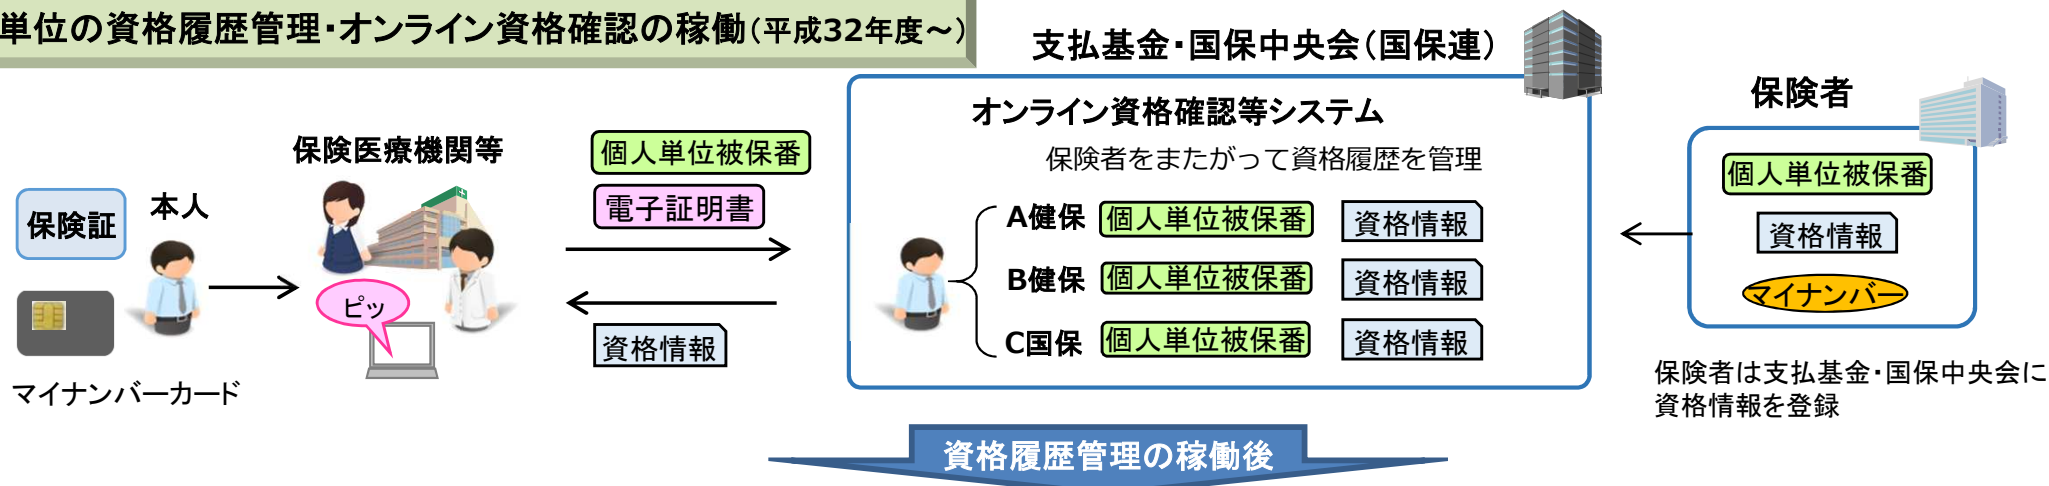 単位の資格履歴管理・オンライン資格確認の稼働(平成32年度～)
支払基金・国保中央会(国保連)
保険者
オンライン資格確認等システム
保険者をまたがって資格履歴を管理
保険医療機関等
個人単位被保番
電子証明書
保険証
本人
ピッ
資格情報
マイナンバーカード
A健保 個人単位被保番 資格情報
B健保 個人単位被保番 資格情報
C国保 個人単位被保番 資格情報
個人単位被保番
資格情報
マイナンバー
保険者は支払基金・国保中央会に
資格情報を登録
資格履歴管理の稼働後